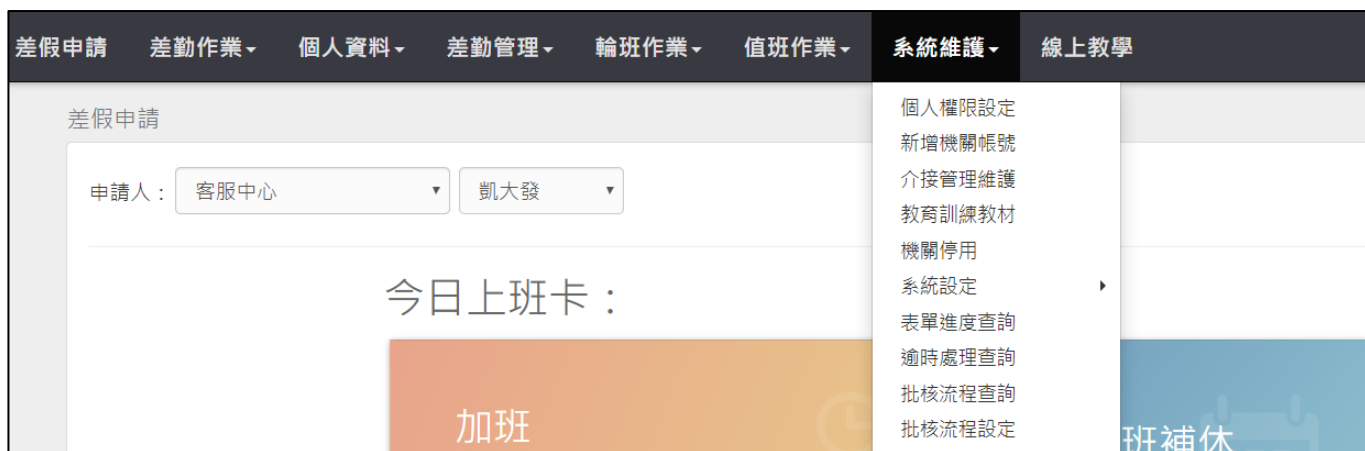 差假申請 差勤作業 個人資料 差勤管理 輪班作業 值班作業 系統維護 線上教學
差假申請
申請人： 客服中心 凱大發
今日上班卡：
加班
班補休
個人權限設定
新增機關帳號
介接管理維護
教育訓練教材
機關停用
系統設定
表單進度查詢
逾時處理查詢
批核流程查詢
批核流程設定